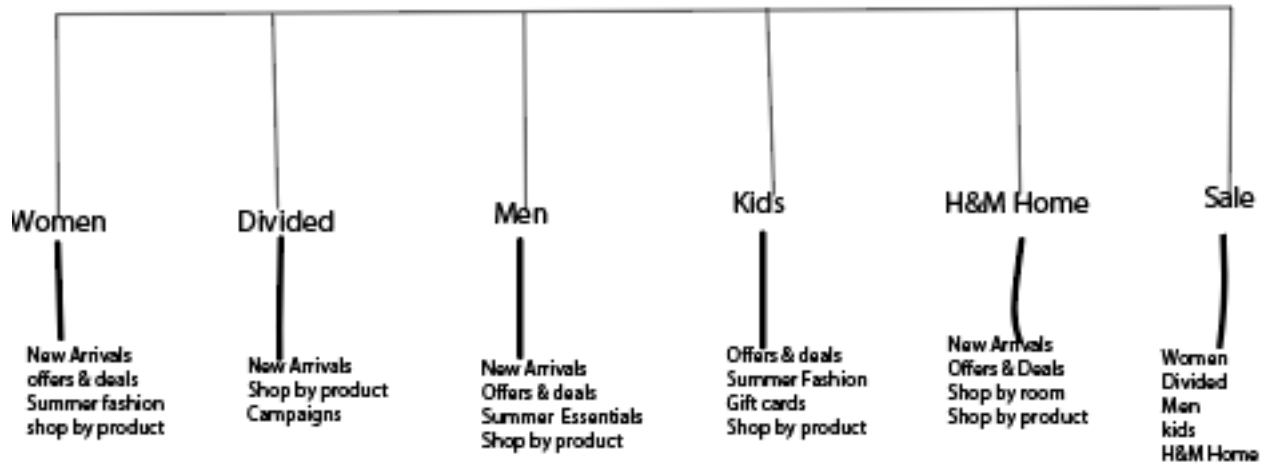 Women
New Arrivals
offers & deals
Summer fashion
shop by product
Divided
New Arrivals
Shop by product
Campaigns
Men
New Arrivals
Offers & deals
Summer Essentials
Shop by product
Kids
Offers & deals
Summer Fashion
Gift cards
Shop by product
H&M Home
New Arrivals
Offers & Deals
Shop by room
Shop by product
Sale
Women
Divided
Men
kids
H&M Home